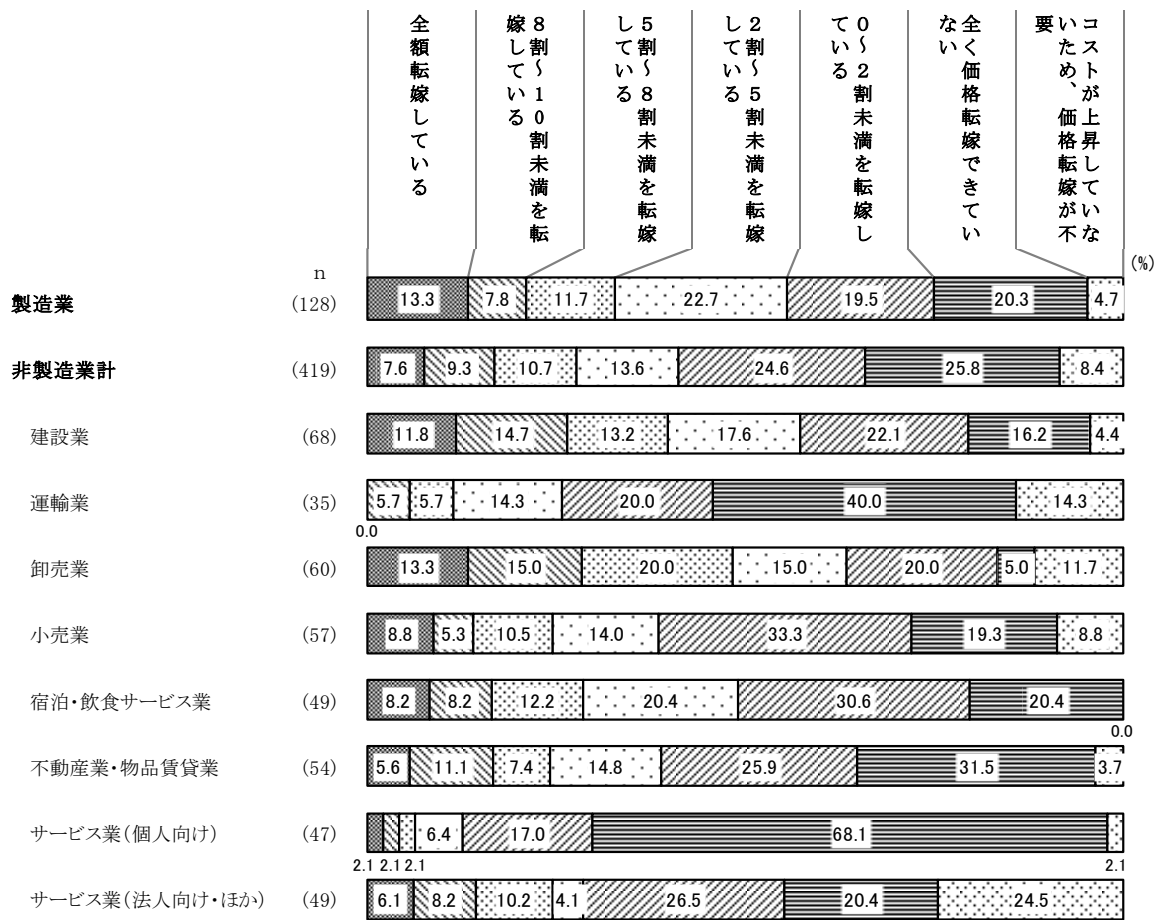 全額転嫁している
8割～10割未満を転
嫁している
5割～8割未満を転嫁
している
2割～5割未満を転嫁
している
0～2割未満を転嫁し
ている
全く価格転嫁できてい
ない
コストが上昇していな
いため、価格転嫁が不
要
(%)
n
製造業 (128) 13.3 7.8 11.7 22.7 19.5 20.3 4.7
非製造業計 (419) 7.6 9.3 10.7 13.6 24.6 25.8 8.4
建設業 (68) 11.8 14.7 13.2 17.6 22.1 16.2 4.4
運輸業 (35) 5.7 5.7 14.3 20.0 40.0 14.3
0.0
卸売業 (60) 13.3 15.0 20.0 15.0 20.0 5.0 11.7
小売業 (57) 8.8 5.3 10.5 14.0 33.3 19.3 8.8
宿泊・飲食サービス業 (49) 8.2 8.2 12.2 20.4 30.6 20.4
0.0
不動産業・物品賃貸業 (54) 5.6 11.1 7.4 14.8 25.9 31.5 3.7
サービス業(個人向け) (47) 6.4 17.0 68.1
2.1 2.1 2.1 2.1
サービス業(法人向け・ほか) (49) 6.1 8.2 10.2 4.1 26.5 20.4 24.5